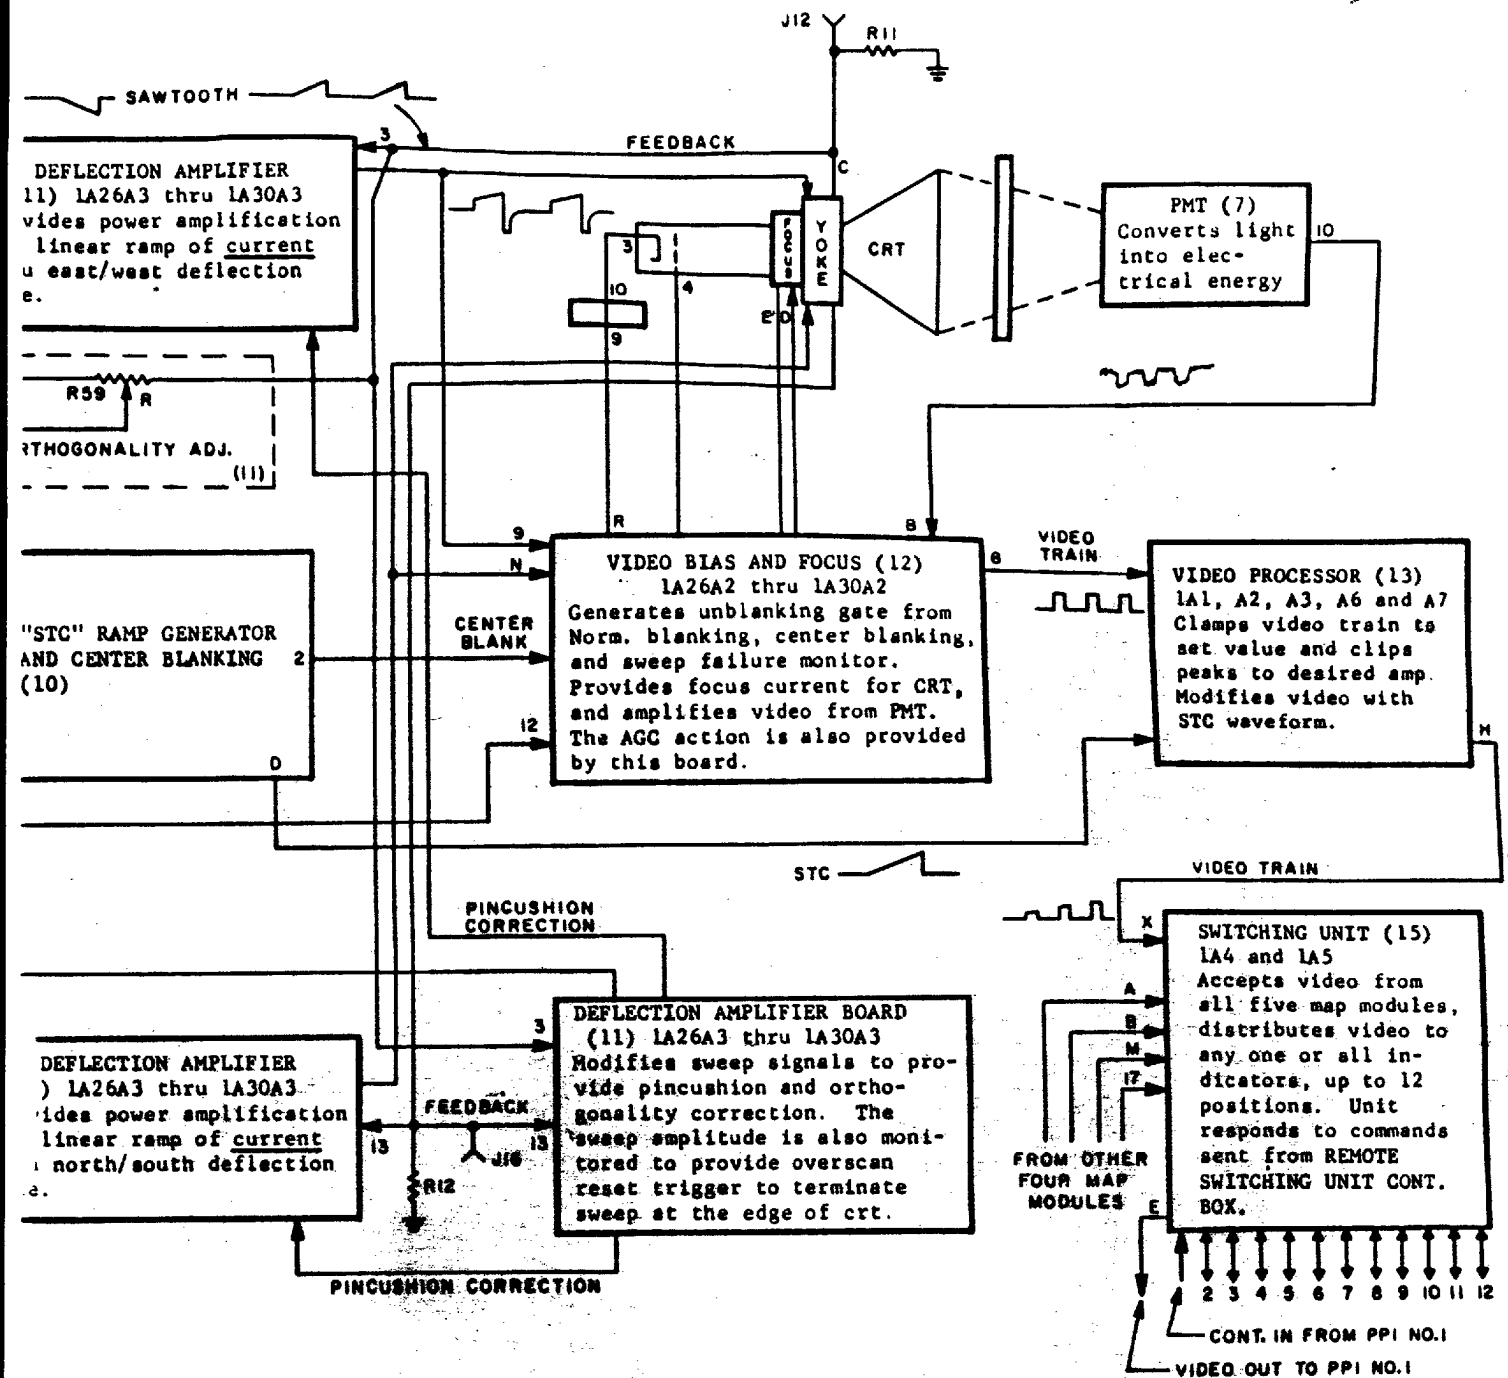 J12
R11
SAWTOOTH
3
FEEDBACK
C
DEFLECTION AMPLIFIER
11) 1A26A3 thru 1A30A3
vides power amplification
linear ramp of current
u east/west deflection
e.
3
4
10
9
FOCUS
YOKE
CRT
E
D
PMT (7)
Converts light
into elec-
trical energy
10
R59
R
RTHOGONALITY ADJ.
(11)
"STC" RAMP GENERATOR
AND CENTER BLANKING
(10)
2
D
9
N
CENTER
BLANK
12
R
8
VIDEO BIAS AND FOCUS (12)
1A26A2 thru 1A30A2
Generates unblanking gate from
Norm. blanking, center blanking,
and sweep failure monitor.
Provides focus current for CRT,
and amplifies video from PMT.
The AGC action is also provided
by this board.
6
VIDEO
TRAIN
VIDEO PROCESSOR (13)
1A1, A2, A3, A6 and A7
Clamps video train to
set value and clips
peaks to desired amp.
Modifies video with
STC waveform.
H
STC
VIDEO TRAIN
PINCUSHION
CORRECTION
DEFLECTION AMPLIFIER
) 1A26A3 thru 1A30A3
ides power amplification
linear ramp of current
north/south deflection
e.
13
FEEDBACK
J16
R12
3
13
DEFLECTION AMPLIFIER BOARD
(11) 1A26A3 thru 1A30A3
Modifies sweep signals to pro-
vide pincushion and ortho-
gonality correction. The
sweep amplitude is also moni-
tored to provide overscan
reset trigger to terminate
sweep at the edge of crt.
PINCUSHION CORRECTION
X
A
B
M
17
FROM OTHER
FOUR MAP
MODULES
E
SWITCHING UNIT (15)
1A4 and 1A5
Accepts video from
all five map modules,
distributes video to
any one or all in-
dicators, up to 12
positions. Unit
responds to commands
sent from REMOTE
SWITCHING UNIT CONT.
BOX.
1 2 3 4 5 6 7 8 9 10 11 12
CONT. IN FROM PPI NO.1
VIDEO OUT TO PPI NO.1